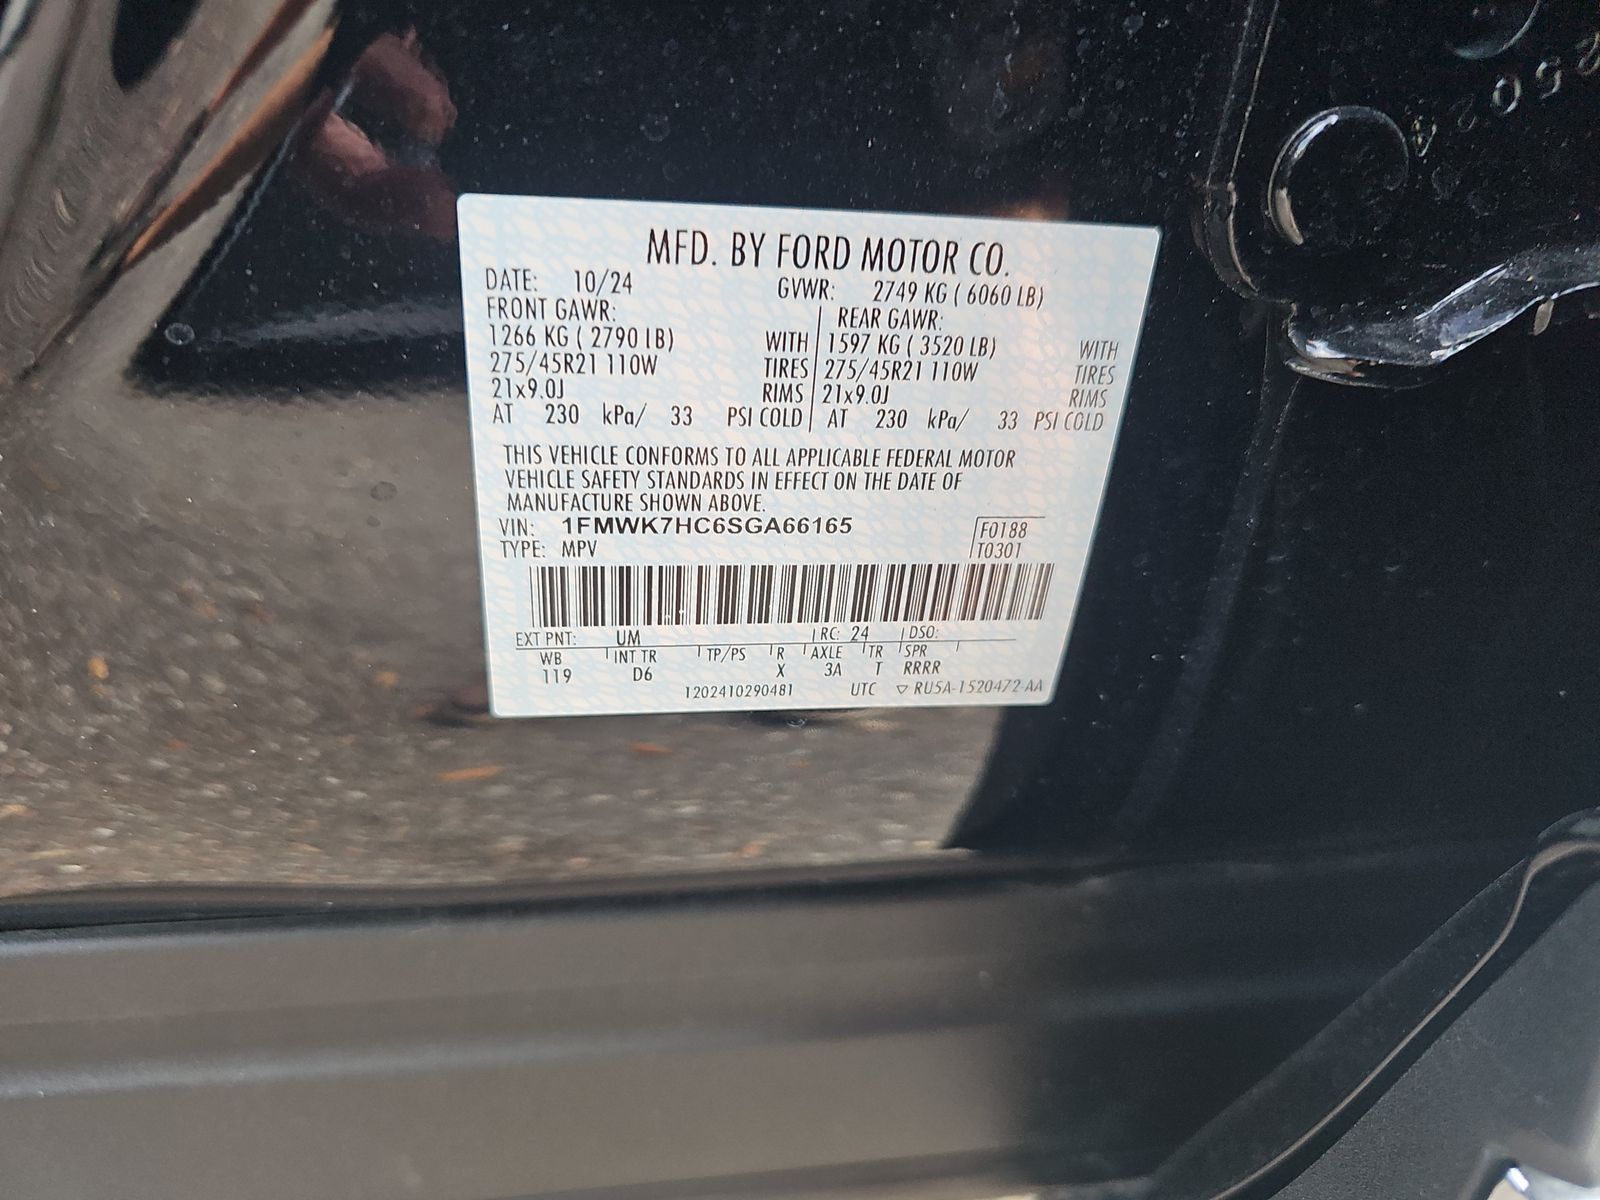 MFD. BY FORD MOTOR CO.
DATE: 10/24 GVWR: 2749 KG ( 6060 LB)
FRONT GAWR: REAR GAWR:
1266 KG ( 2790 LB) WITH 1597 KG ( 3520 LB) WITH
275/45R21 110W TIRES 275/45R21 110W TIRES
21x9.0J RIMS 21x9.0J RIMS
AT 230 kPa/ 33 PSI COLD AT 230 kPa/ 33 PSI COLD
THIS VEHICLE CONFORMS TO ALL APPLICABLE FEDERAL MOTOR
VEHICLE SAFETY STANDARDS IN EFFECT ON THE DATE OF
MANUFACTURE SHOWN ABOVE.
VIN: 1FMWK7HC6SGA66165 F0188
TYPE: MPV T0301
EXT PNT: UM RC: 24 DSO:
WB INT TR TP/PS R AXLE TR SPR
119 D6 X 3A T RRRR
1202410290481 UTC ▽ RU5A-1520472-AA